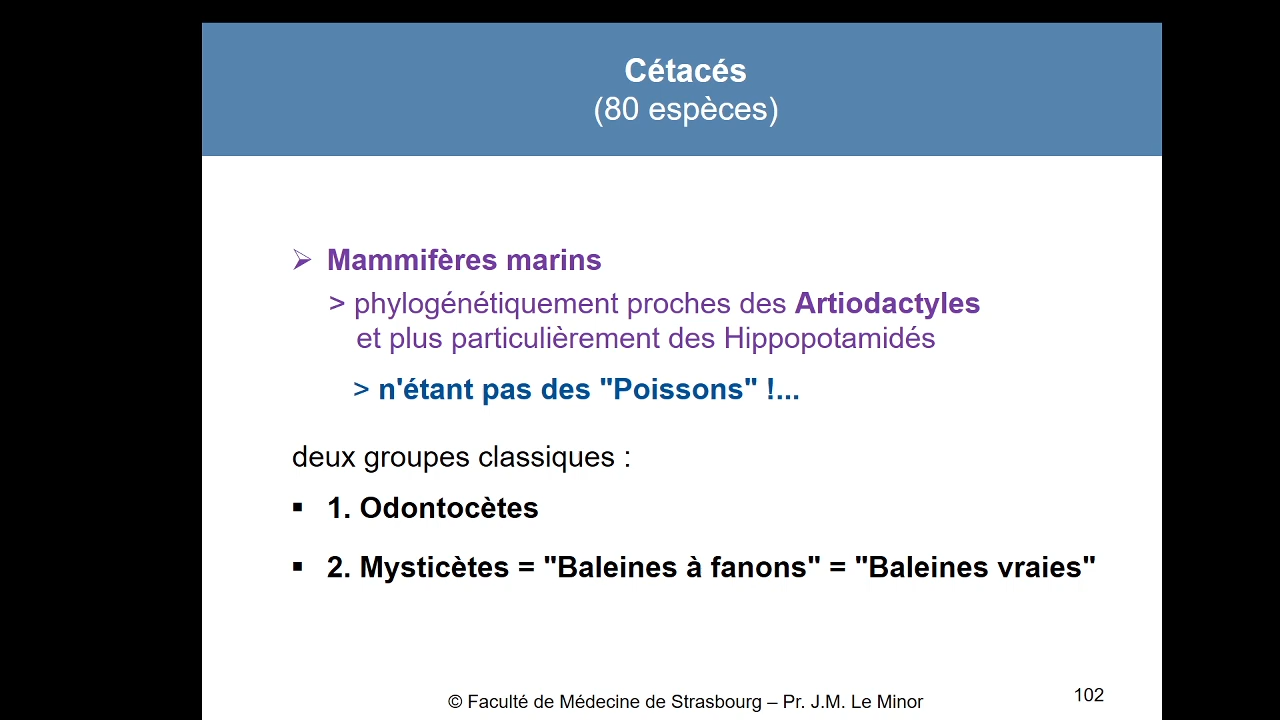 Cétacés
(80 espèces)
➢ Mammifères marins
> phylogénétiquement proches des Artiodactyles
et plus particulièrement des Hippopotamidés
> n'étant pas des "Poissons" !...
deux groupes classiques :
▪ 1. Odontocètes
▪ 2. Mysticètes = "Baleines à fanons" = "Baleines vraies"
© Faculté de Médecine de Strasbourg – Pr. J.M. Le Minor
102